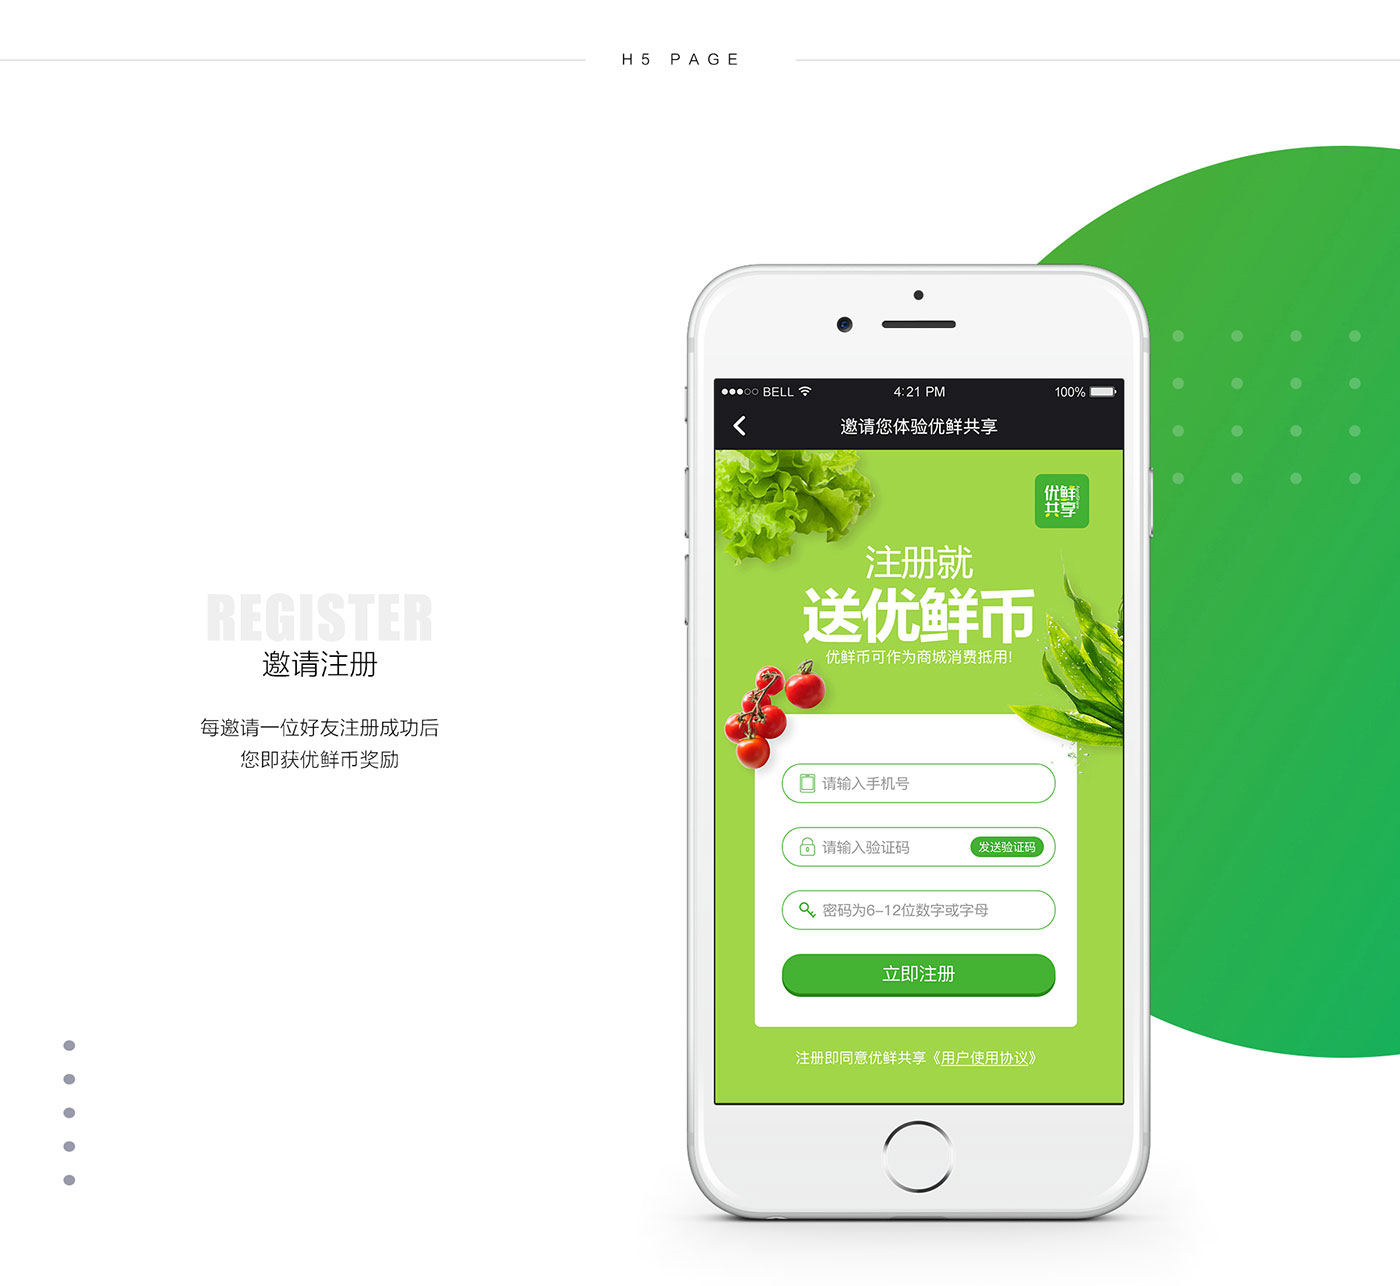 H5 PAGE
REGISTER
邀请注册
每邀请一位好友注册成功后
您即获优鲜币奖励
BELL
4:21 PM
100%
邀请您体验优鲜共享
优鲜
共享
注册就
送优鲜币
优鲜币可作为商城消费抵用!
请输入手机号
请输入验证码
发送验证码
密码为6-12位数字或字母
立即注册
注册即同意优鲜共享《用户使用协议》